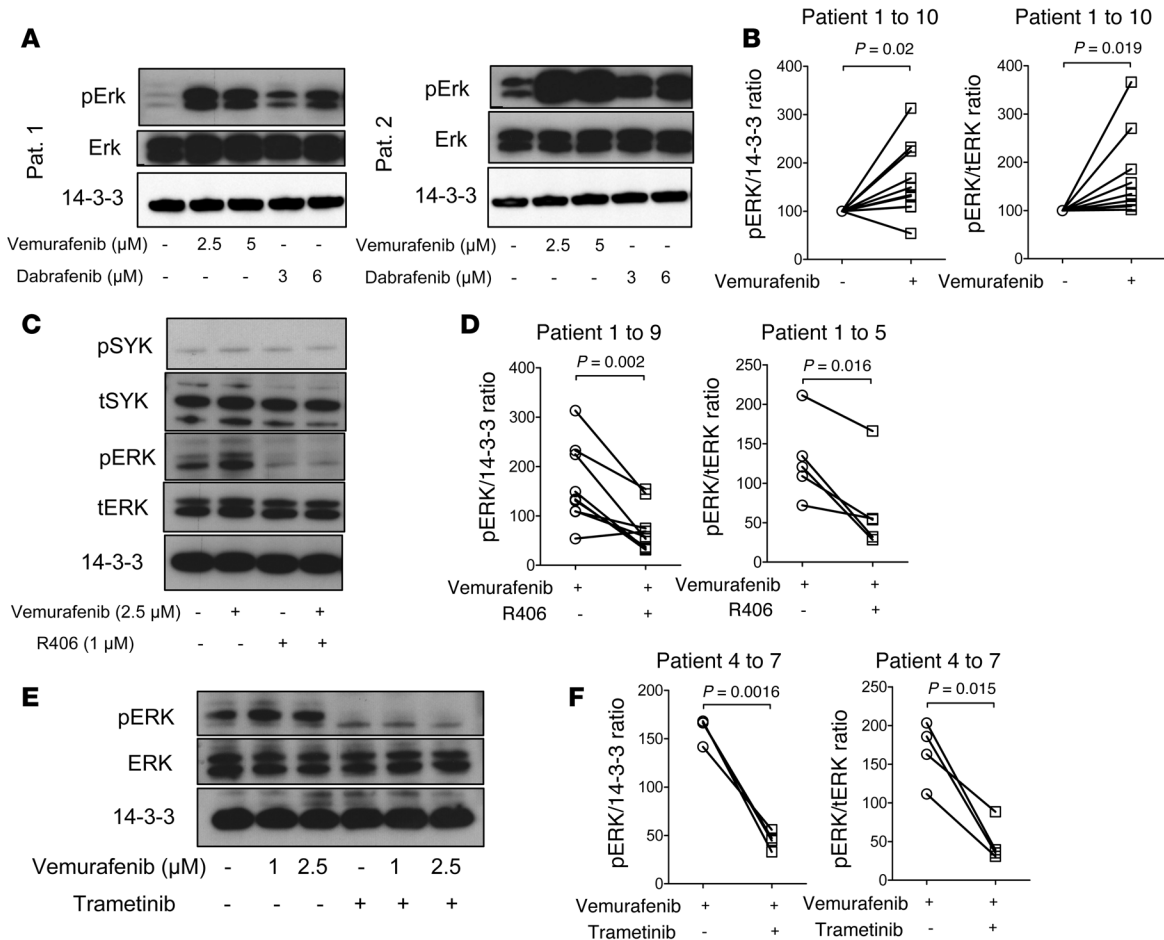 A
Pat. 1
pErk
Erk
14-3-3
Vemurafenib (µM) - 2.5 5 - -
Dabrafenib (µM) - - - 3 6
Pat. 2
pErk
Erk
14-3-3
- 2.5 5 - -
Dabrafenib (µM) - - - 3 6
B
Patient 1 to 10
P = 0.02
pERK/14-3-3 ratio
400
300
200
100
0
Vemurafenib - +
Patient 1 to 10
P = 0.019
pERK/tERK ratio
400
300
200
100
0
Vemurafenib - +
C
pSYK
tSYK
pERK
tERK
14-3-3
Vemurafenib (2.5 µM) - + - +
R406 (1 µM) - - + +
D
Patient 1 to 9
P = 0.002
pERK/14-3-3 ratio
400
300
200
100
0
Vemurafenib + +
R406 - +
Patient 1 to 5
P = 0.016
pERK/tERK ratio
250
200
150
100
50
0
Vemurafenib + +
R406 - +
E
pERK
ERK
14-3-3
Vemurafenib (µM) - 1 2.5 - 1 2.5
Trametinib - - - + + +
F
Patient 4 to 7
P = 0.0016
pERK/14-3-3 ratio
200
150
100
50
0
Vemurafenib + +
Trametinib - +
Patient 4 to 7
P = 0.015
pERK/tERK ratio
250
200
150
100
50
0
Vemurafenib + +
Trametinib - +